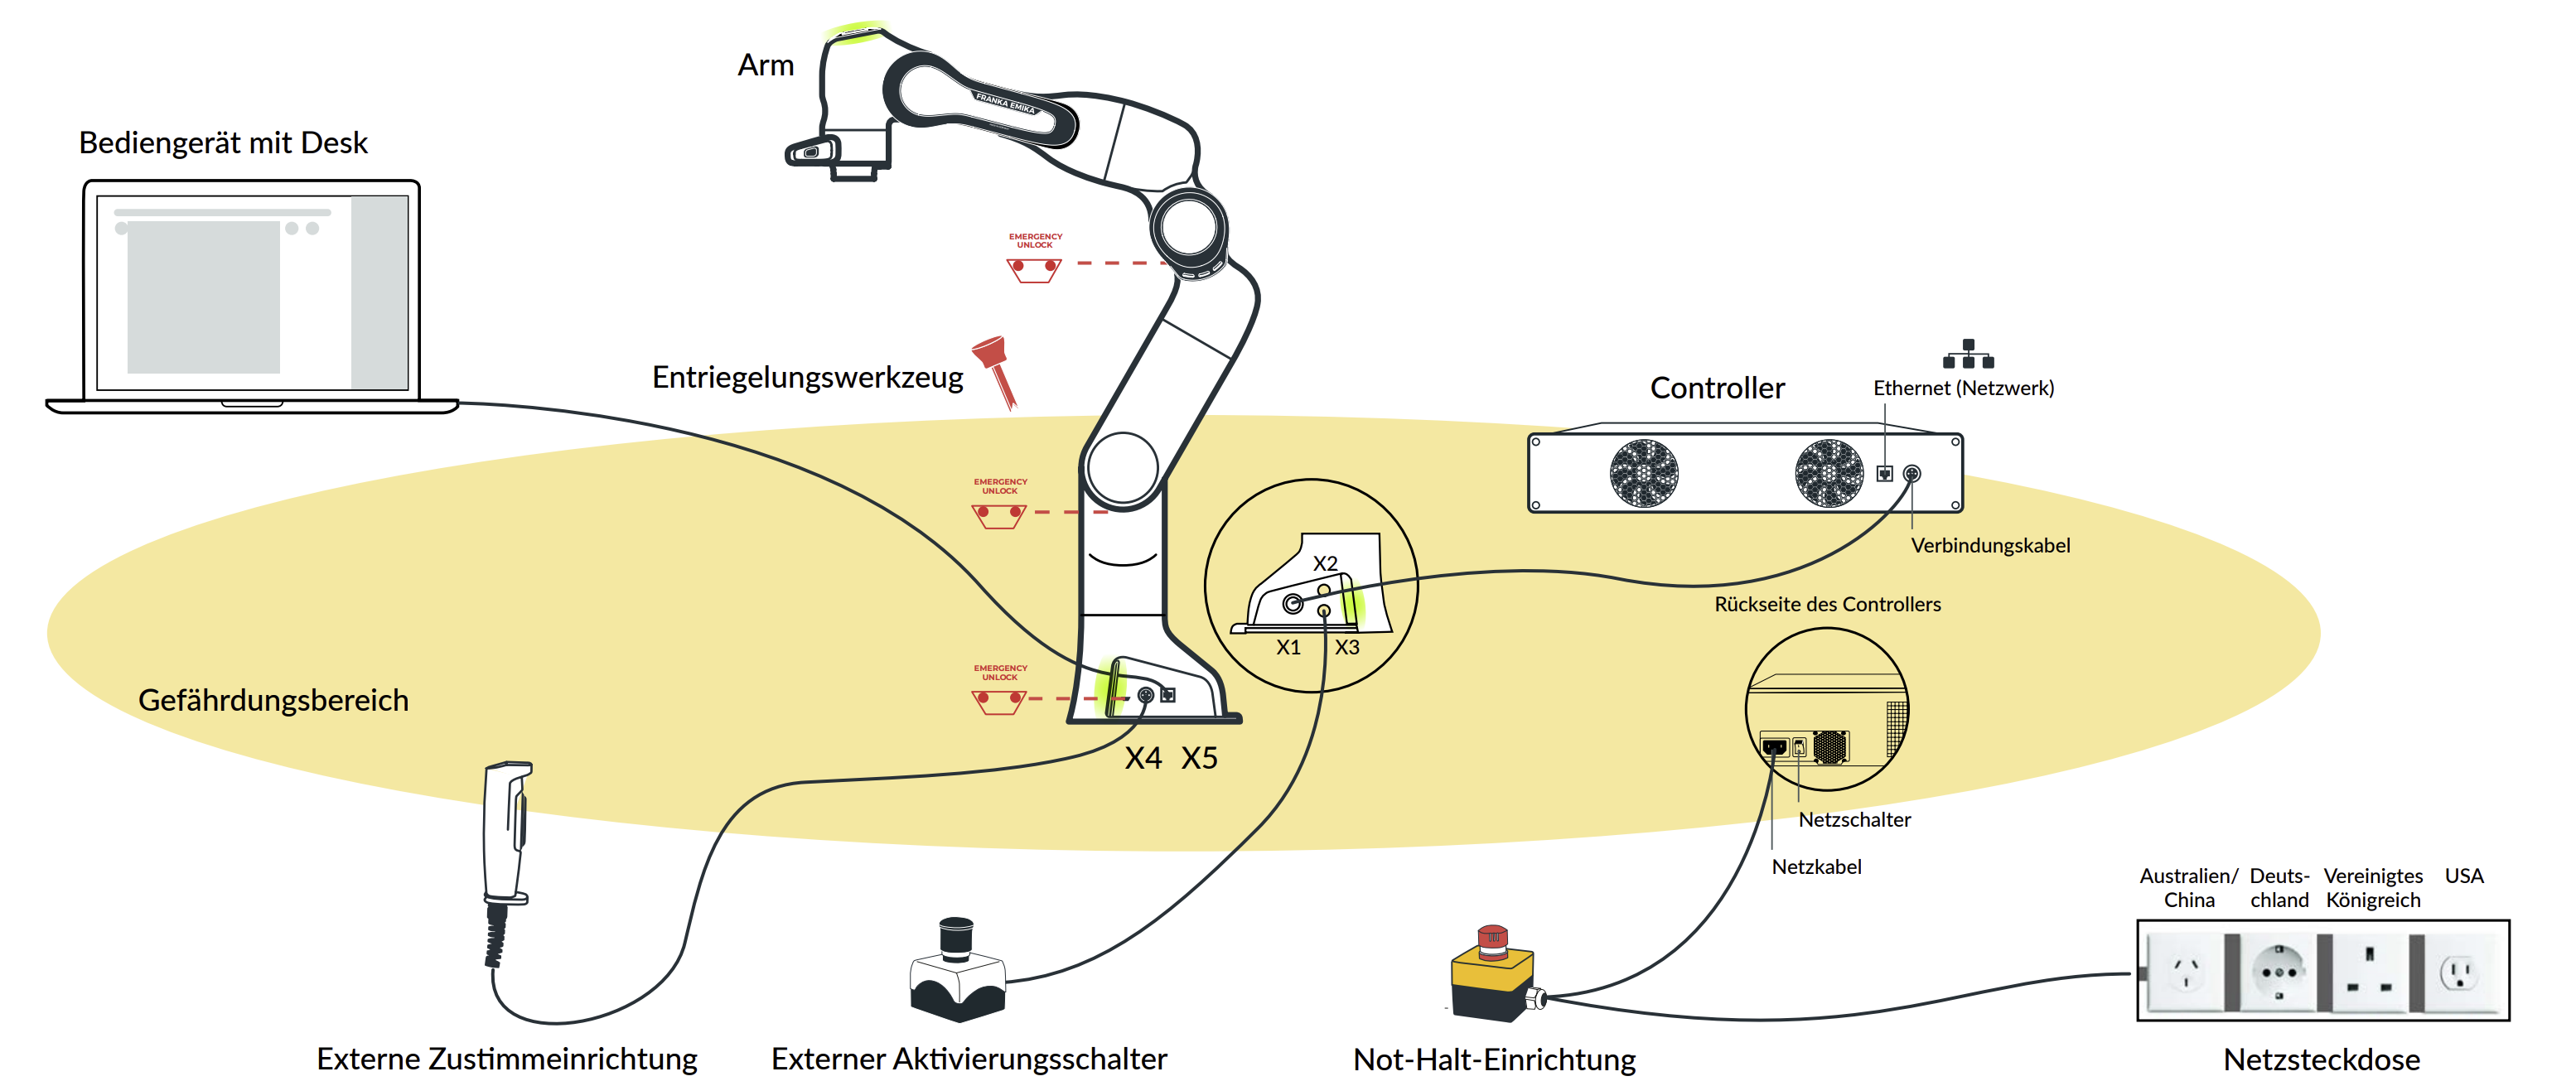 Arm
FRANKA EMIKA
Bediengerät mit Desk
EMERGENCY
UNLOCK
Entriegelungswerkzeug
Controller
Ethernet (Netzwerk)
EMERGENCY
UNLOCK
Verbindungskabel
X2
Rückseite des Controllers
X1
X3
EMERGENCY
UNLOCK
Gefährdungsbereich
X4
X5
Netzschalter
Netzkabel
Australien/
China
Deuts-
chland
Vereinigtes
Königreich
USA
Externe Zustimmeinrichtung
Externer Aktivierungsschalter
Not-Halt-Einrichtung
Netzsteckdose